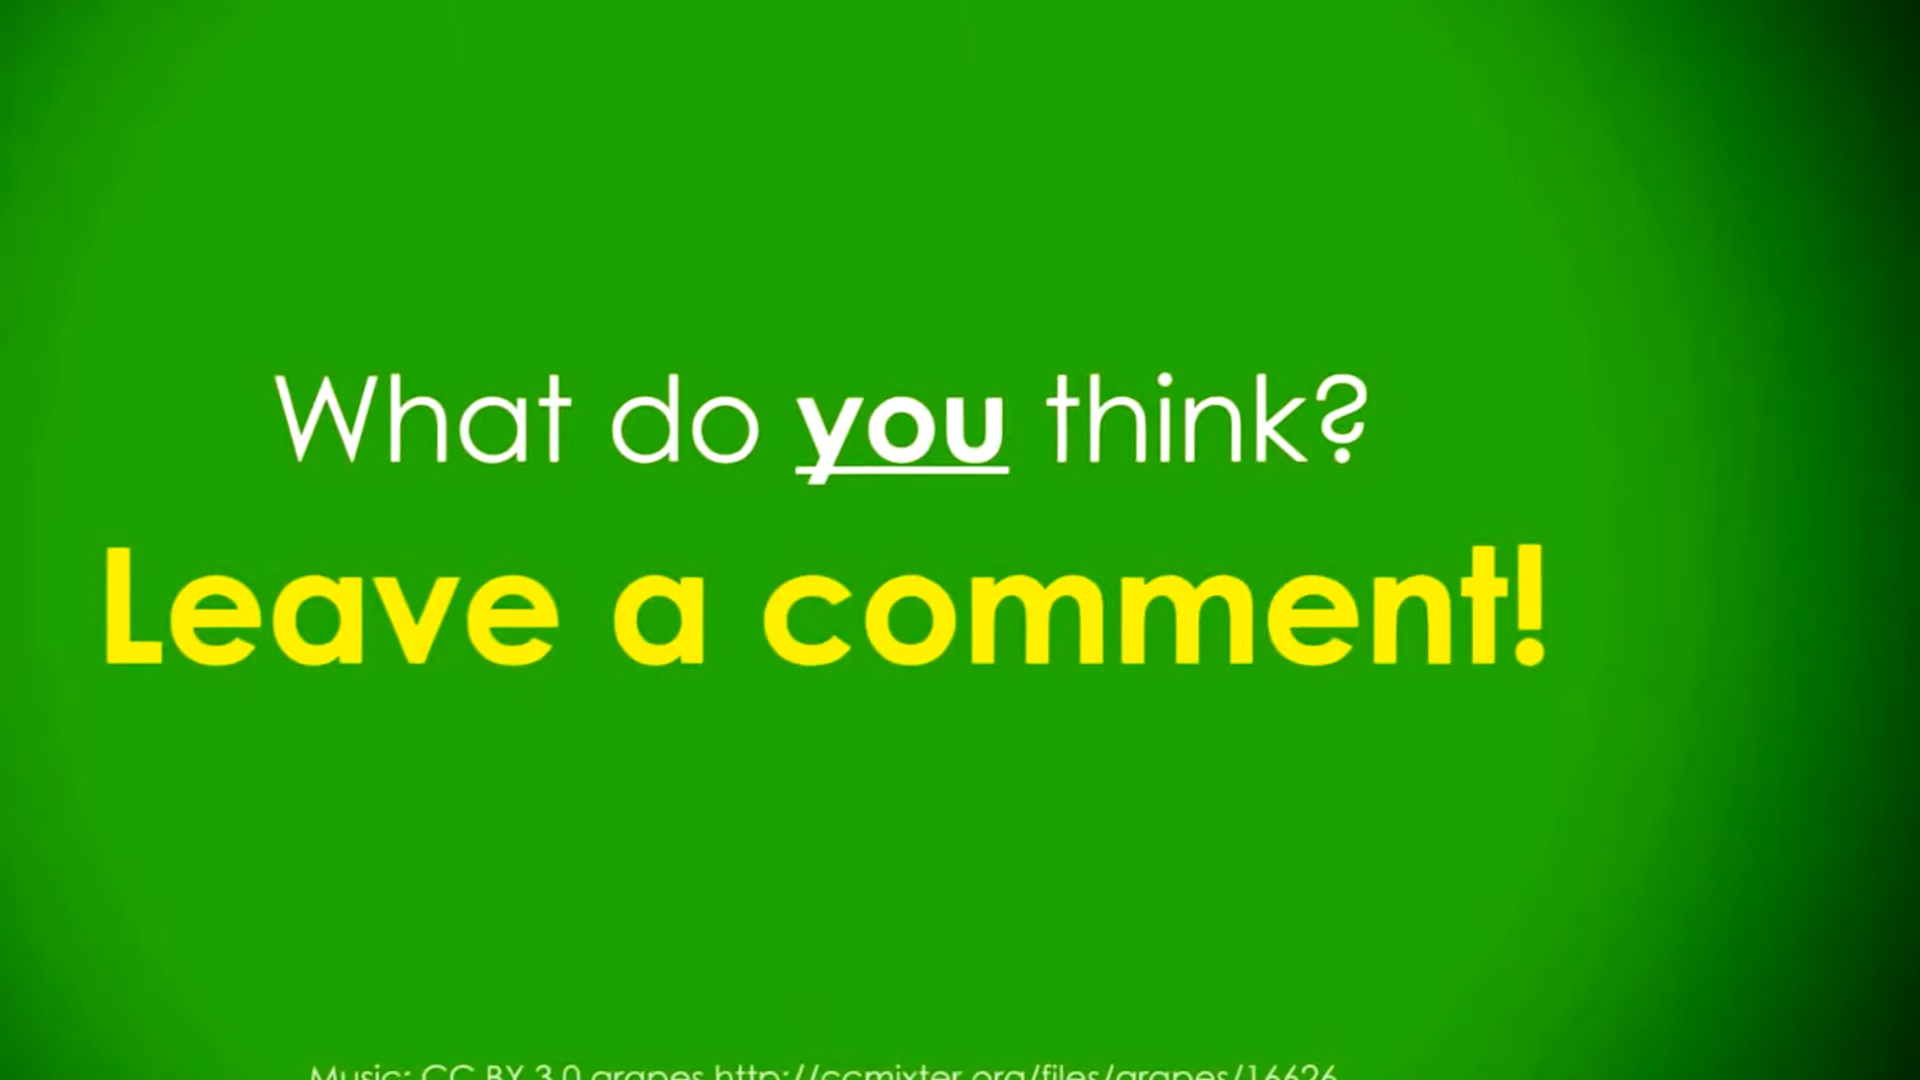 What do you think?
Leave a comment!
Music: CC BY 3.0 grapes http://ccmixter.org/files/grapes/16626